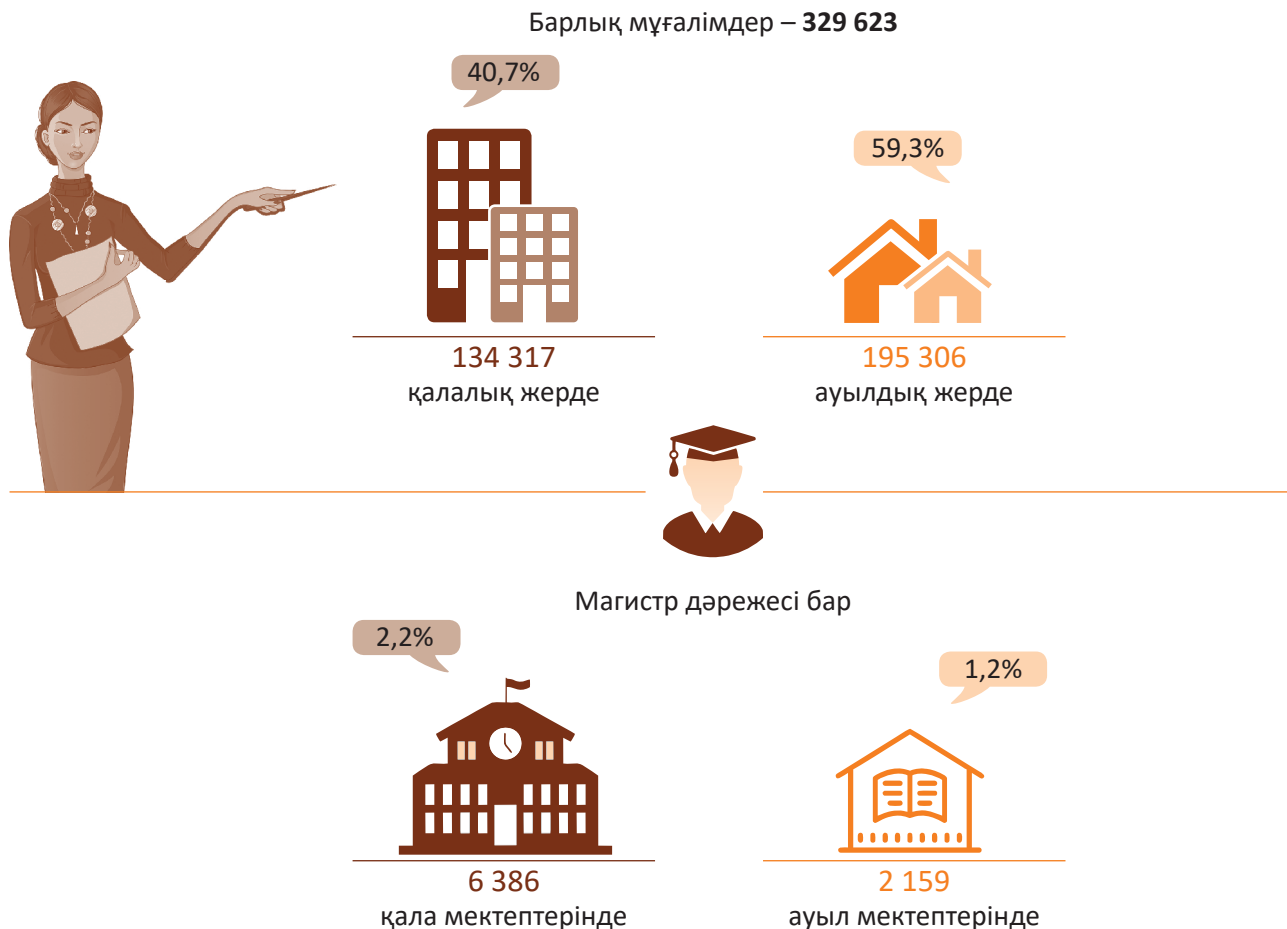 Барлық мұғалімдер – 329 623
40,7%
59,3%
134 317
қалалық жерде
195 306
ауылдық жерде
Магистр дәрежесі бар
2,2%
1,2%
6 386
қала мектептерінде
2 159
ауыл мектептерінде